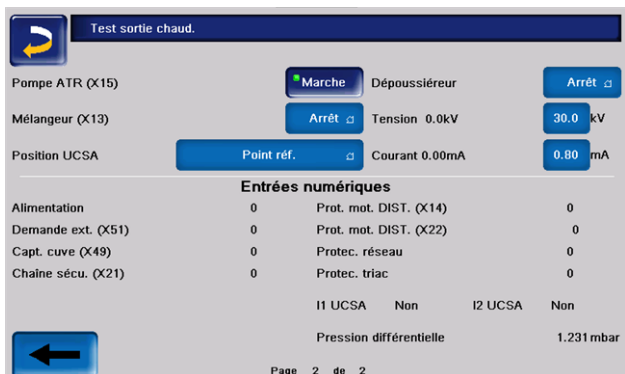 Test sortie chaud.
Pompe ATR (X15) Marche Dépoussiéreur Arrêt
Mélangeur (X13) Arrêt Tension 0.0kV 30.0 kV
Position UCSA Point réf. Courant 0.00mA 0.80 mA
Entrées numériques
Alimentation 0 Prot. mot. DIST. (X14) 0
Demande ext. (X51) 0 Prot. mot. DIST. (X22) 0
Capt. cuve (X49) 0 Protec. réseau 0
Chaîne sécu. (X21) 0 Protec. triac 0
I1 UCSA Non I2 UCSA Non
Pression différentielle 1.231 mbar
Page 2 de 2